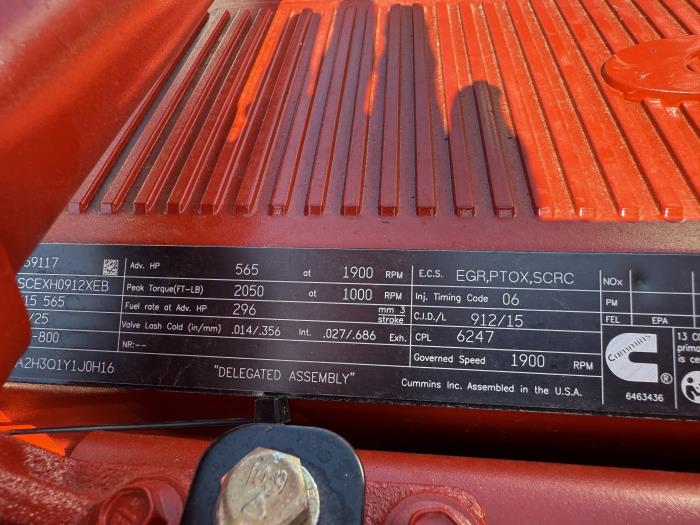 59117
SCEXH0912XEB
15 565
/25
-800
A2H3Q1Y1J0H16
Adv. HP 565 at 1900 RPM
Peak Torque(FT-LB) 2050 at 1000 RPM
Fuel rate at Adv. HP 296 mm 3 stroke
Valve Lash Cold (in/mm) .014/.356 Int. .027/.686 Exh.
NR:--
"DELEGATED ASSEMBLY"
E.C.S. EGR,PTOX,SCRC
Inj. Timing Code 06
C.I.D./L 912/15
CPL 6247
Governed Speed 1900 RPM
Cummins Inc. Assembled in the U.S.A.
NOx
PM
FEL EPA
Cummins ®
6463436
13 C
prima
is ce